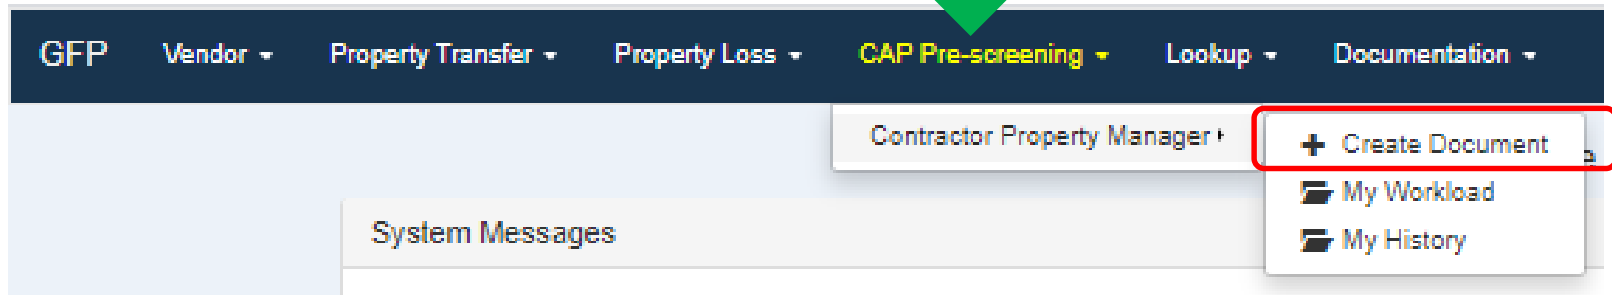 GFP Vendor Property Transfer Property Loss CAP Pre-screening Lookup Documentation
Contractor Property Manager
Create Document
My Workload
My History
System Messages